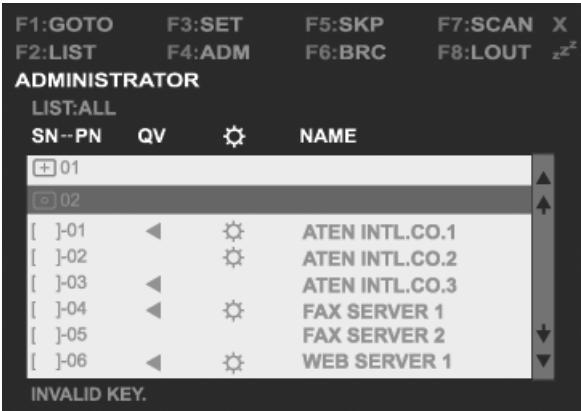 F1:GOTO F3:SET F5:SKP F7:SCAN X
F2:LIST F4:ADM F6:BRC F8:LOUT zzz
ADMINISTRATOR
LIST:ALL
SN--PN QV NAME
01
02
[ ]-01 ATEN INTL.CO.1
[ ]-02 ATEN INTL.CO.2
[ ]-03 ATEN INTL.CO.3
[ ]-04 FAX SERVER 1
[ ]-05 FAX SERVER 2
[ ]-06 WEB SERVER 1
INVALID KEY.